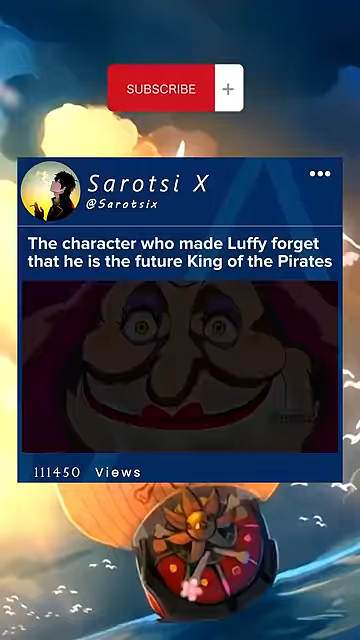 SUBSCRIBE +
Sarotsi X
@Sarotsix
The character who made Luffy forget
that he is the future King of the Pirates
111450 Views